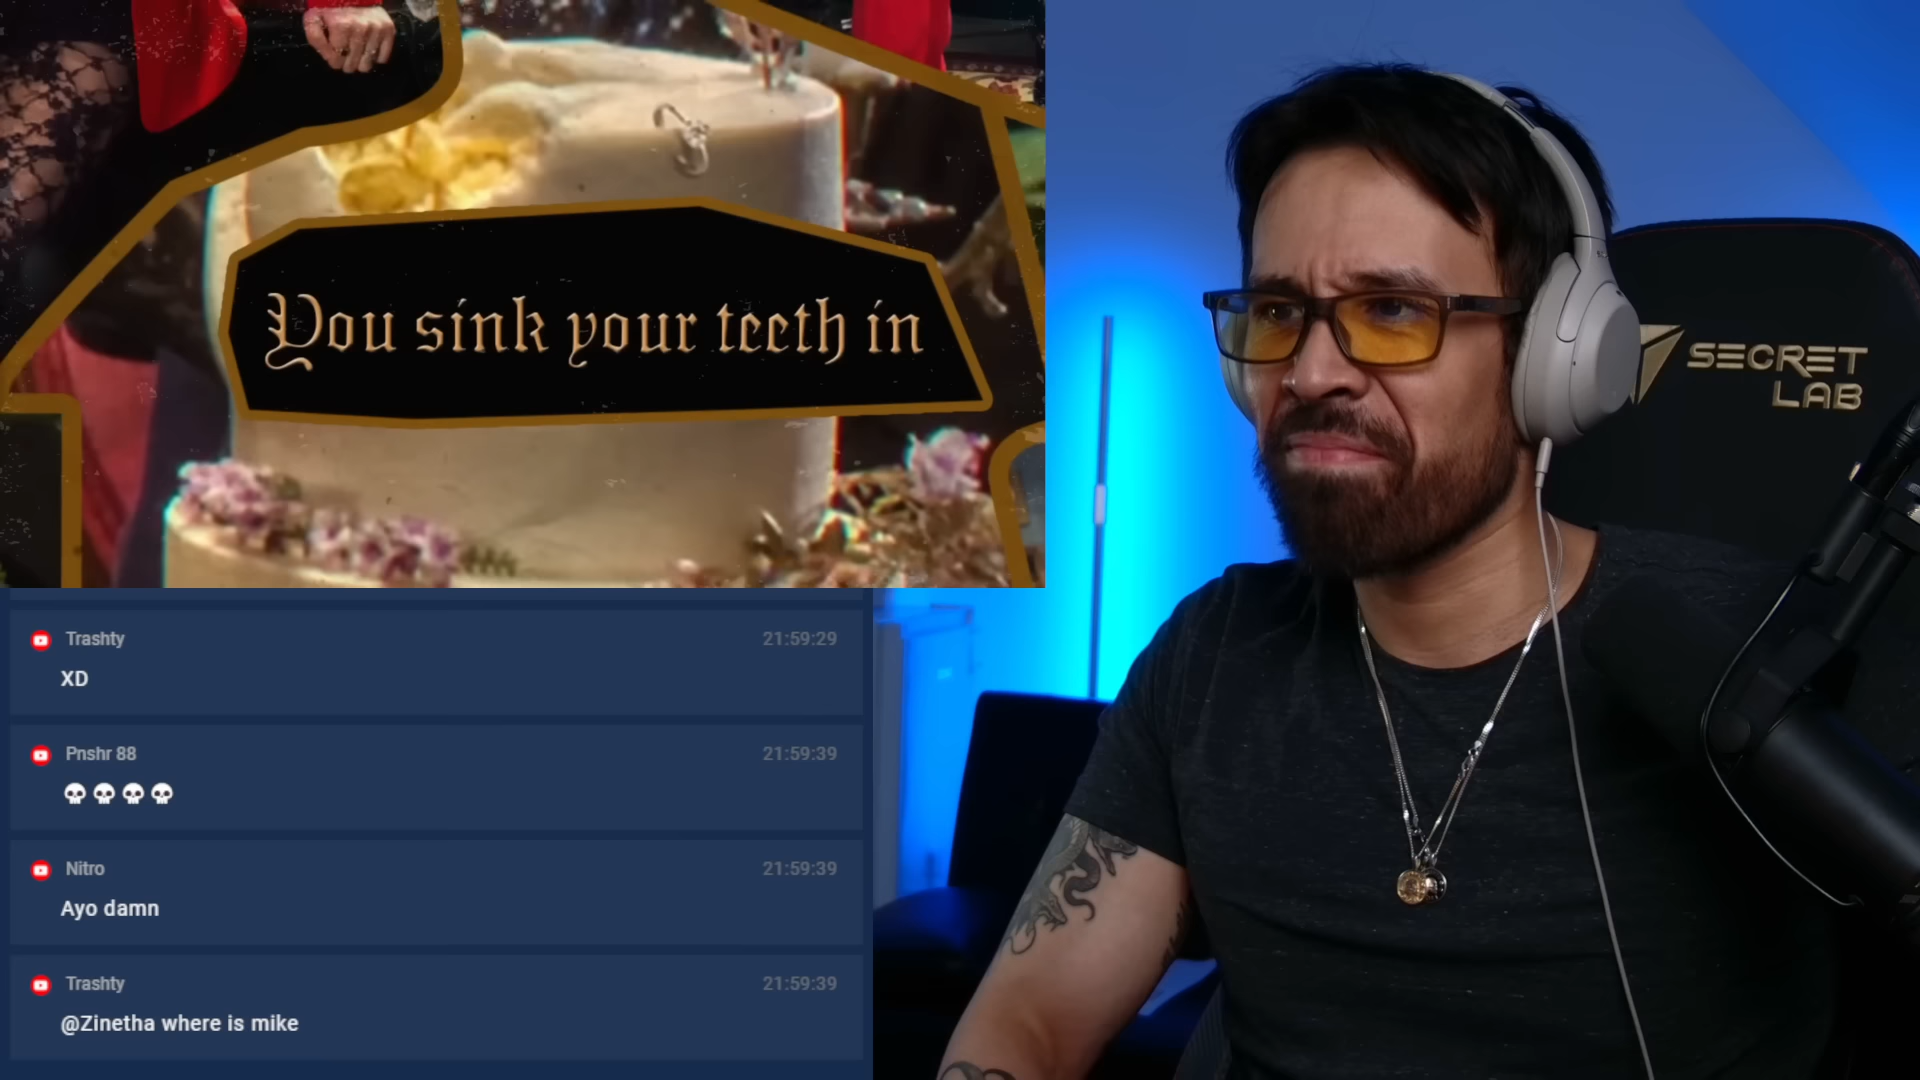 You sink your teeth in
SECRET
LAB
Trashty 21:59:29
XD
Pnshr 88 21:59:39
💀💀💀💀
Nitro 21:59:39
Ayo damn
Trashty 21:59:39
@Zinetha where is mike